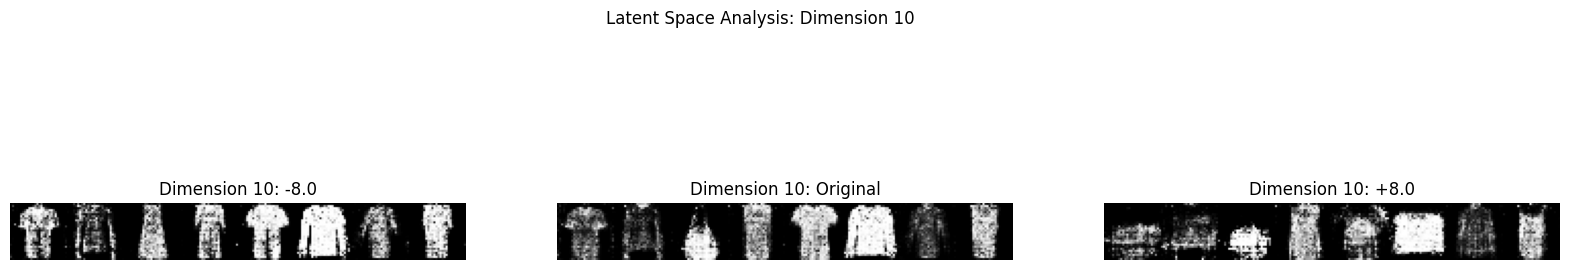 Latent Space Analysis: Dimension 10
Dimension 10: -8.0
Dimension 10: Original
Dimension 10: +8.0